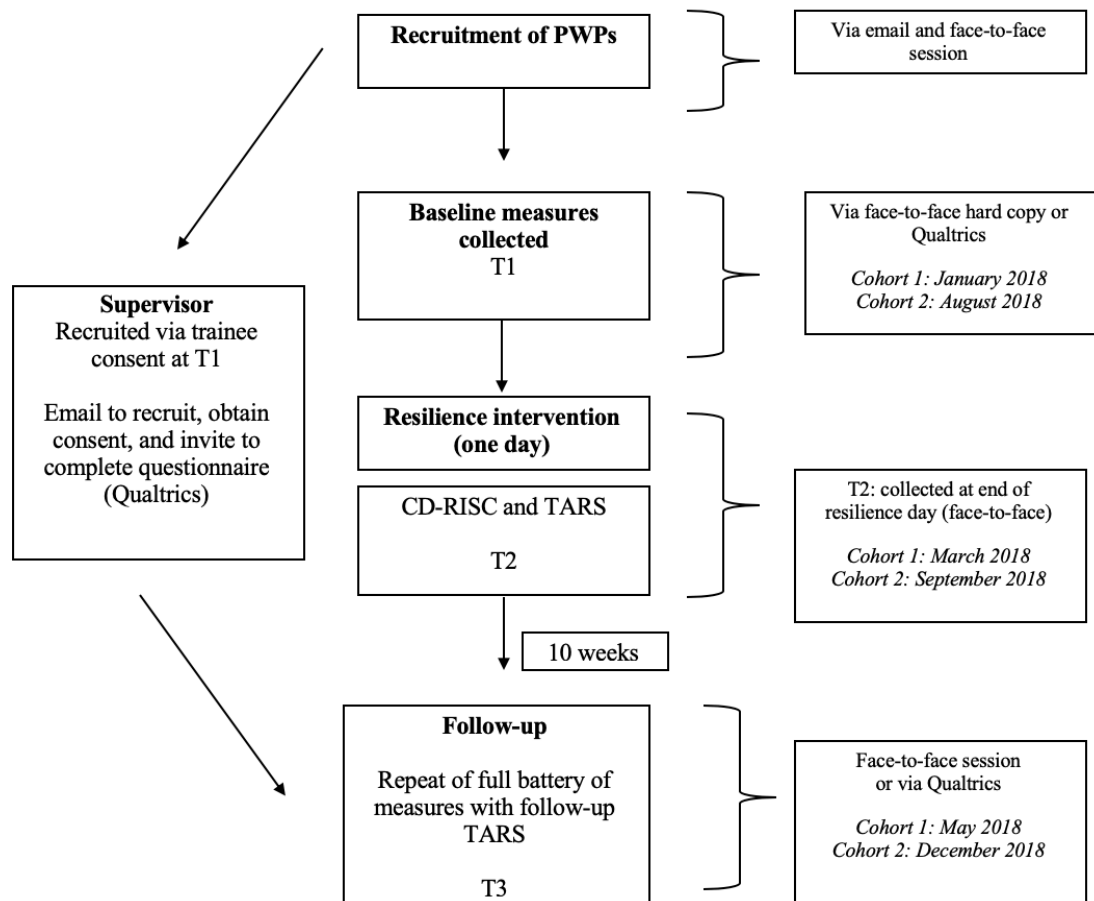 Recruitment of PWPs
Via email and face-to-face
session
Baseline measures
collected
T1
Via face-to-face hard copy or
Qualtrics
Cohort 1: January 2018
Cohort 2: August 2018
Supervisor
Recruited via trainee
consent at T1
Email to recruit, obtain
consent, and invite to
complete questionnaire
(Qualtrics)
Resilience intervention
(one day)
CD-RISC and TARS
T2
T2: collected at end of
resilience day (face-to-face)
Cohort 1: March 2018
Cohort 2: September 2018
10 weeks
Follow-up
Repeat of full battery of
measures with follow-up
TARS
T3
Face-to-face session
or via Qualtrics
Cohort 1: May 2018
Cohort 2: December 2018